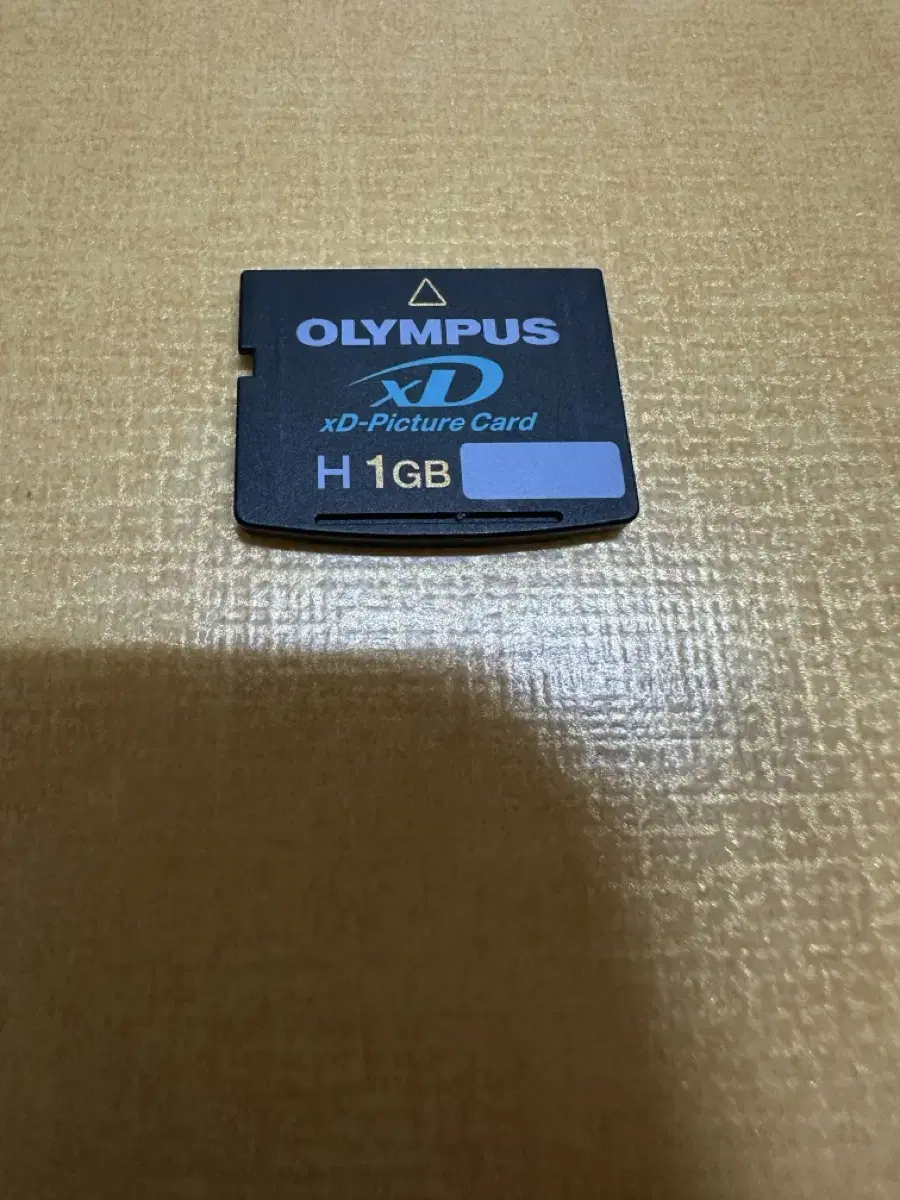 OLYMPUS
xD
xD-Picture Card
H 1GB